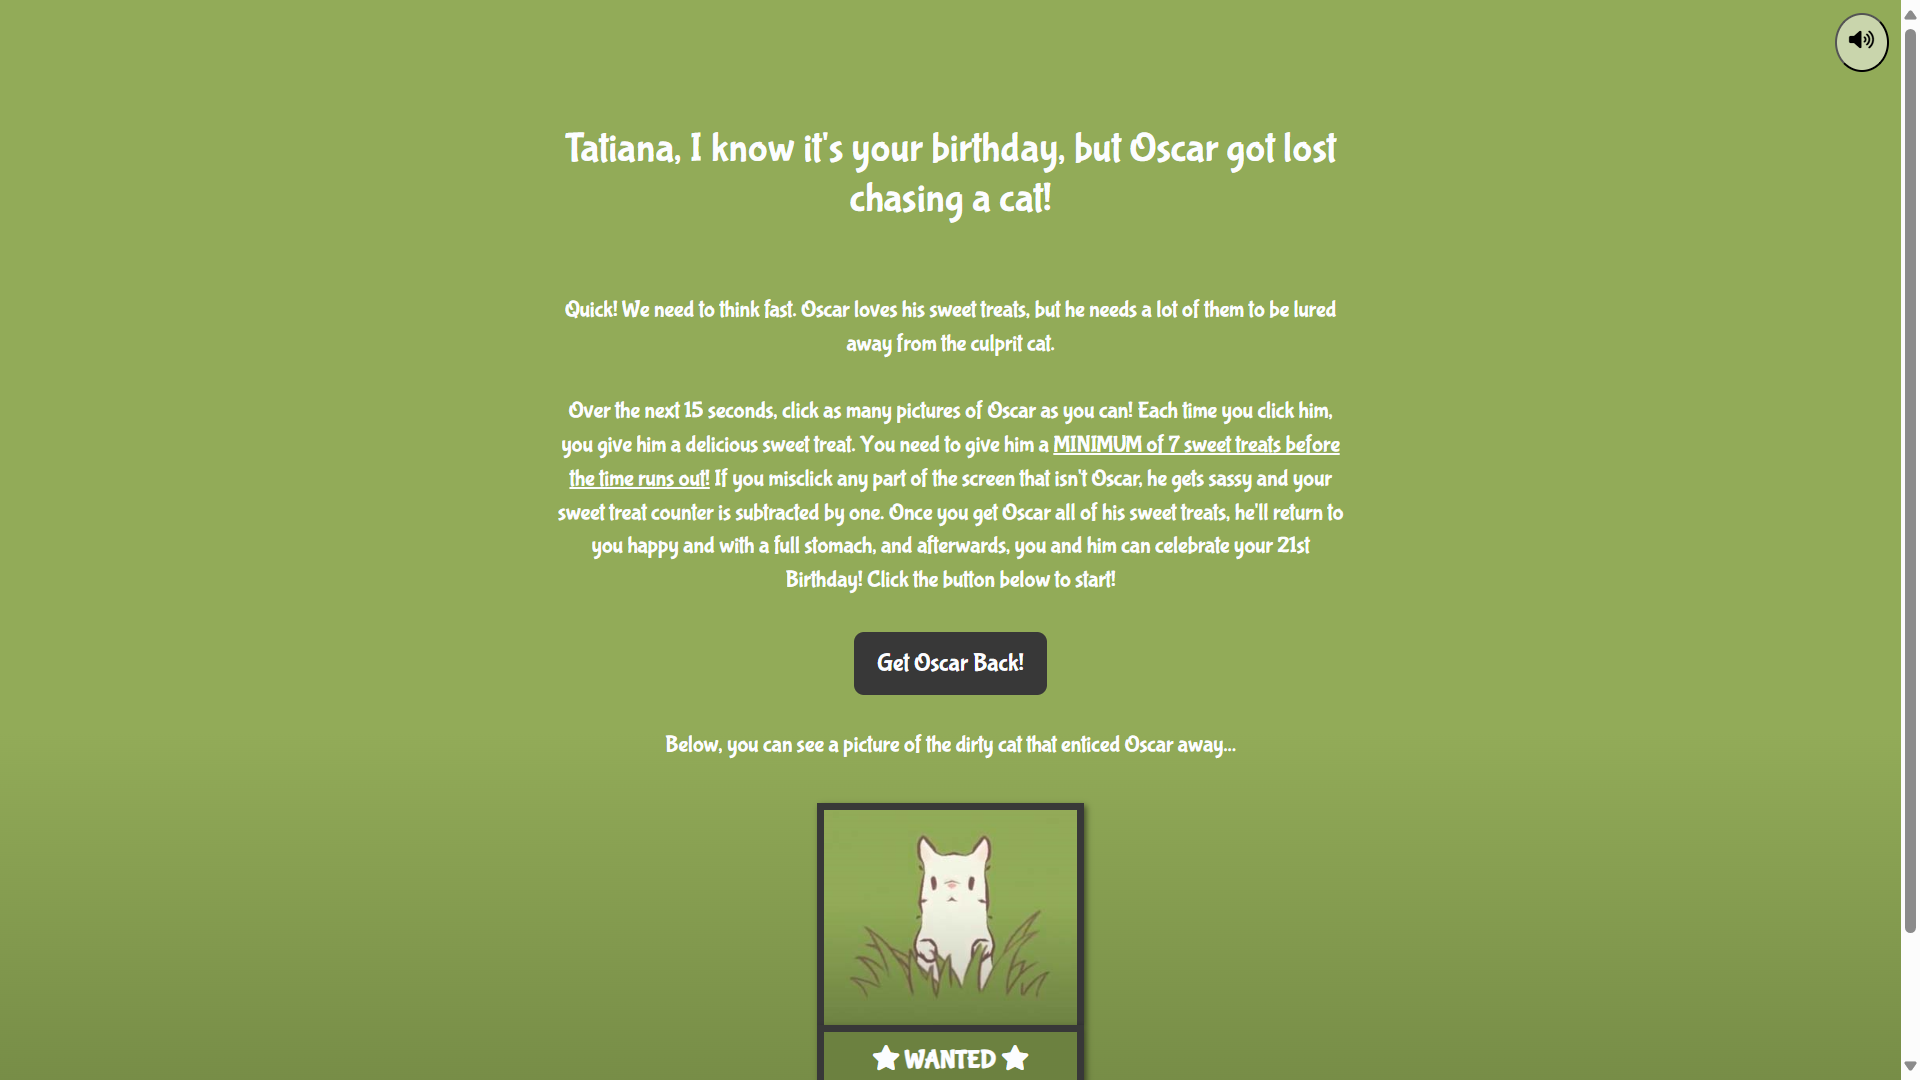 Tatiana, I know it's your birthday, but Oscar got lost
chasing a cat!
Quick! We need to think fast. Oscar loves his sweet treats, but he needs a lot of them to be lured
away from the culprit cat.
Over the next 15 seconds, click as many pictures of Oscar as you can! Each time you click him,
you give him a delicious sweet treat. You need to give him a MINIMUM of 7 sweet treats before
the time runs out! If you misclick any part of the screen that isn't Oscar, he gets sassy and your
sweet treat counter is subtracted by one. Once you get Oscar all of his sweet treats, he'll return to
you happy and with a full stomach, and afterwards, you and him can celebrate your 21st
Birthday! Click the button below to start!
Get Oscar Back!
Below, you can see a picture of the dirty cat that enticed Oscar away...
WANTED